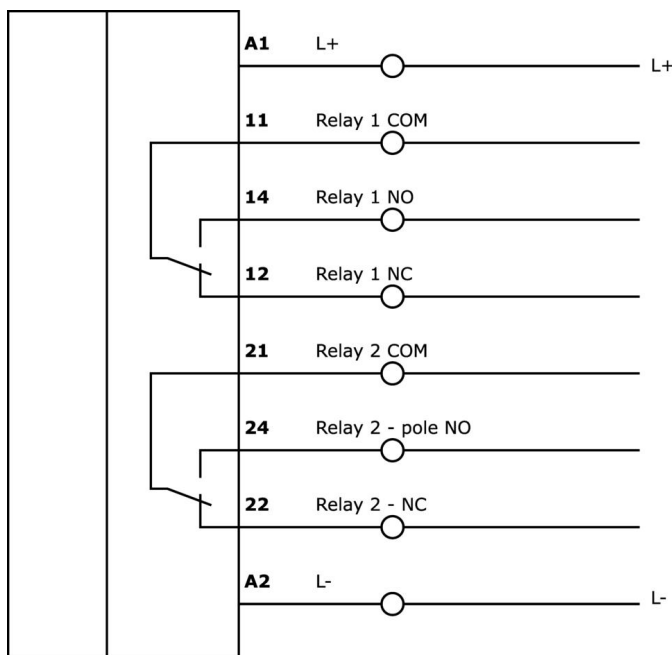 A1 L+
L+
11 Relay 1 COM
14 Relay 1 NO
12 Relay 1 NC
21 Relay 2 COM
24 Relay 2 - pole NO
22 Relay 2 - NC
A2 L-
L-